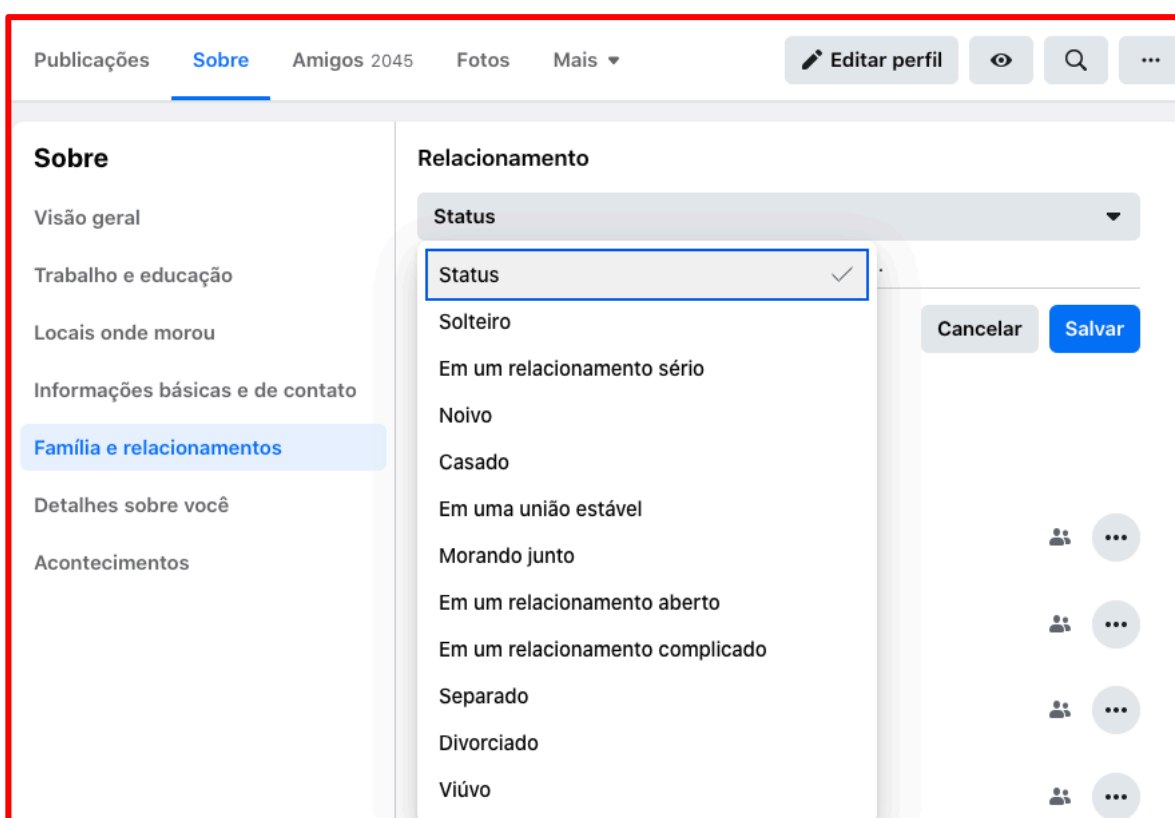 Publicações Sobre Amigos 2045 Fotos Mais Editar perfil
Sobre
Visão geral
Trabalho e educação
Locais onde morou
Informações básicas e de contato
Família e relacionamentos
Detalhes sobre você
Acontecimentos
Relacionamento
Status
Status
Solteiro
Em um relacionamento sério
Noivo
Casado
Em uma união estável
Morando junto
Em um relacionamento aberto
Em um relacionamento complicado
Separado
Divorciado
Viúvo
Cancelar Salvar